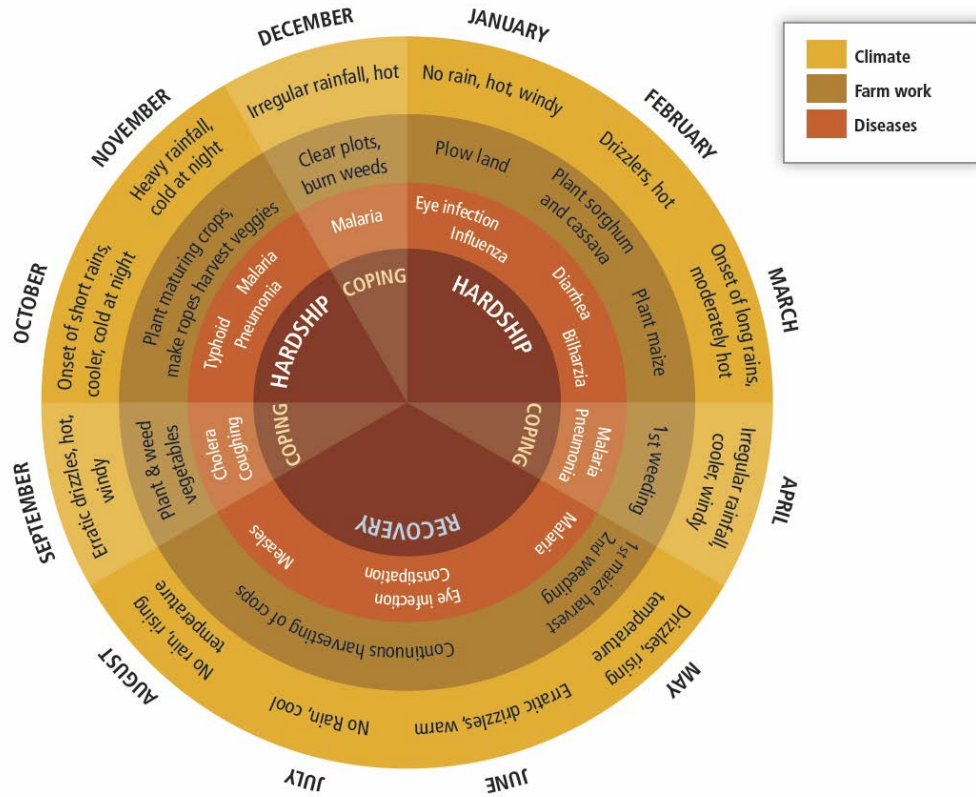 JANUARY
FEBRUARY
MARCH
APRIL
MAY
JUNE
JULY
AUGUST
SEPTEMBER
OCTOBER
NOVEMBER
DECEMBER
Climate
Farm work
Diseases
No rain, hot, windy
Drizzlers, hot
Onset of long rains,
moderately hot
Irregular rainfall,
cooler, windy
Drizzles, rising
temperature
Erratic drizzles, warm
No Rain, cool
No rain, rising
temperature
Erratic drizzles, hot,
windy
Onset of short rains,
cooler, cold at night
Heavy rainfall,
cold at night
Irregular rainfall, hot
Plow land
Plant sorghum
and cassava
Plant maize
1st weeding
1st maize harvest
2nd weeding
Continuous harvesting of crops
Plant & weed
vegetables
Plant maturing crops,
make ropes harvest veggies
Clear plots,
burn weeds
Eye infection
Influenza
Diarrhea
Bilharzia
Malaria
Pneumonia
Malaria
Eye infection
Constipation
Measles
Cholera
Coughing
Typhoid
Pneumonia
Malaria
Malaria
HARDSHIP
COPING
RECOVERY
COPING
HARDSHIP
COPING